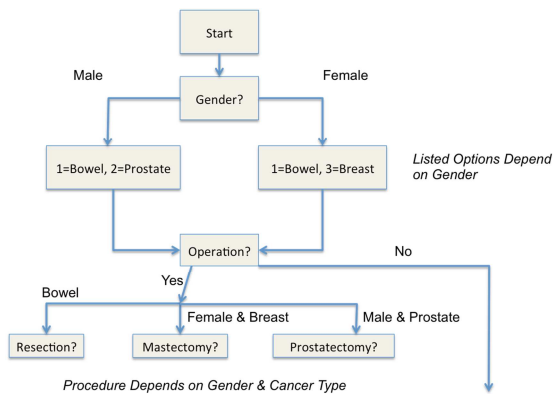 Start
Male
Female
Gender?
1=Bowel, 2=Prostate
1=Bowel, 3=Breast
Listed Options Depend
on Gender
Operation?
No
Yes
Bowel
Female & Breast
Male & Prostate
Resection?
Mastectomy?
Prostatectomy?
Procedure Depends on Gender & Cancer Type